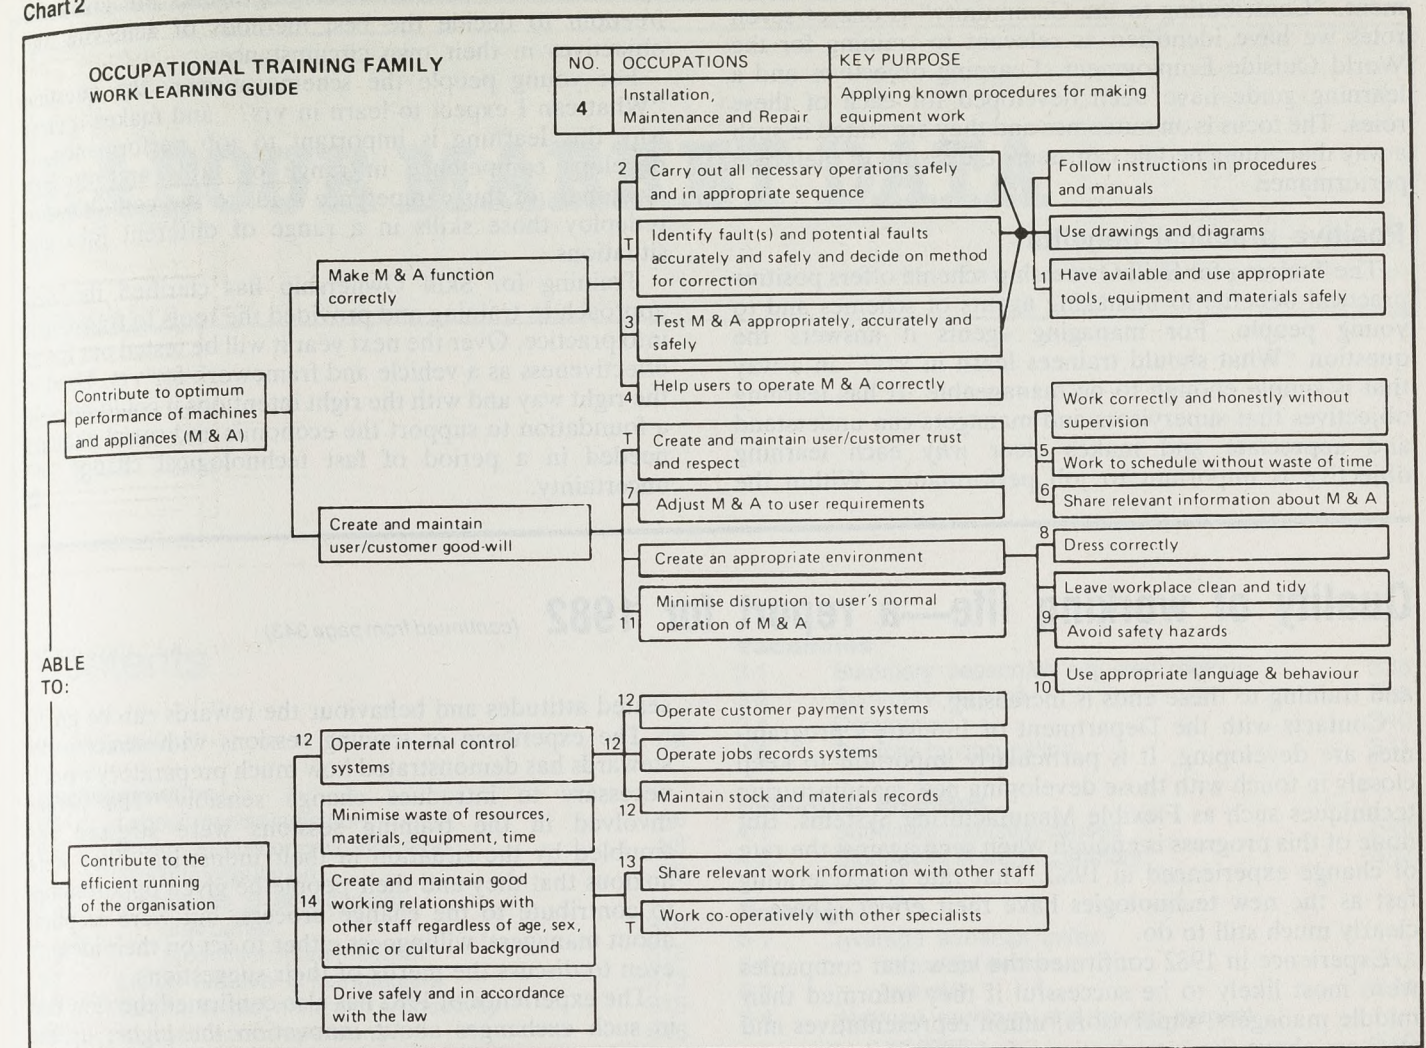 Chart 2
OCCUPATIONAL TRAINING FAMILY
WORK LEARNING GUIDE
NO.
OCCUPATIONS
KEY PURPOSE
4
Installation,
Maintenance and Repair
Applying known procedures for making
equipment work
ABLE
TO:
Contribute to optimum
performance of machines
and appliances (M & A)
Make M & A function
correctly
2
Carry out all necessary operations safely
and in appropriate sequence
T
Identify fault(s) and potential faults
accurately and safely and decide on method
for correction
3
Test M & A appropriately, accurately and
safely
4
Help users to operate M & A correctly
Follow instructions in procedures
and manuals
Use drawings and diagrams
1
Have available and use appropriate
tools, equipment and materials safely
Create and maintain
user/customer good-will
T
Create and maintain user/customer trust
and respect
7
Adjust M & A to user requirements
Create an appropriate environment
11
Minimise disruption to user's normal
operation of M & A
Work correctly and honestly without
supervision
5
Work to schedule without waste of time
6
Share relevant information about M & A
8
Dress correctly
Leave workplace clean and tidy
9
Avoid safety hazards
10
Use appropriate language & behaviour
Contribute to the
efficient running
of the organisation
12
Operate internal control
systems
12
Operate customer payment systems
12
Operate jobs records systems
12
Maintain stock and materials records
Minimise waste of resources,
materials, equipment, time
14
Create and maintain good
working relationships with
other staff regardless of age, sex,
ethnic or cultural background
13
Share relevant work information with other staff
T
Work co-operatively with other specialists
Drive safely and in accordance
with the law